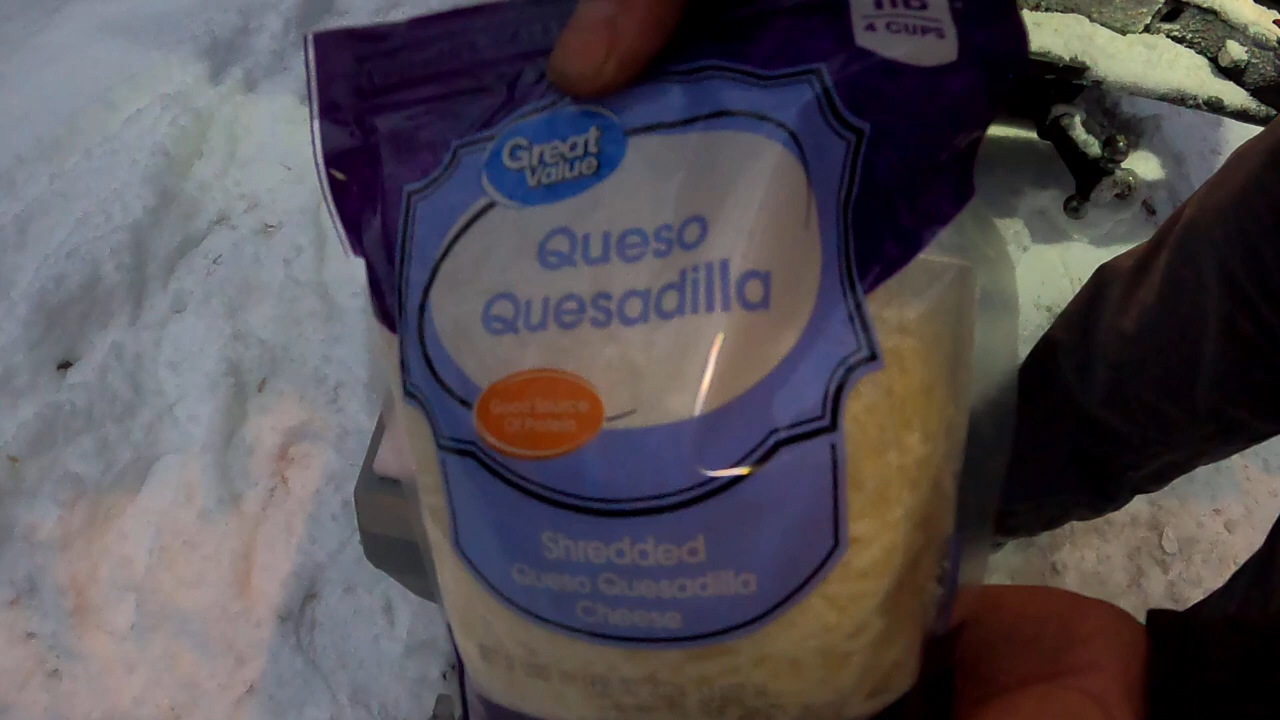 4 CUPS
Great
Value
Queso
Quesadilla
Good Source
Of Protein
Shredded
Queso Quesadilla
Cheese